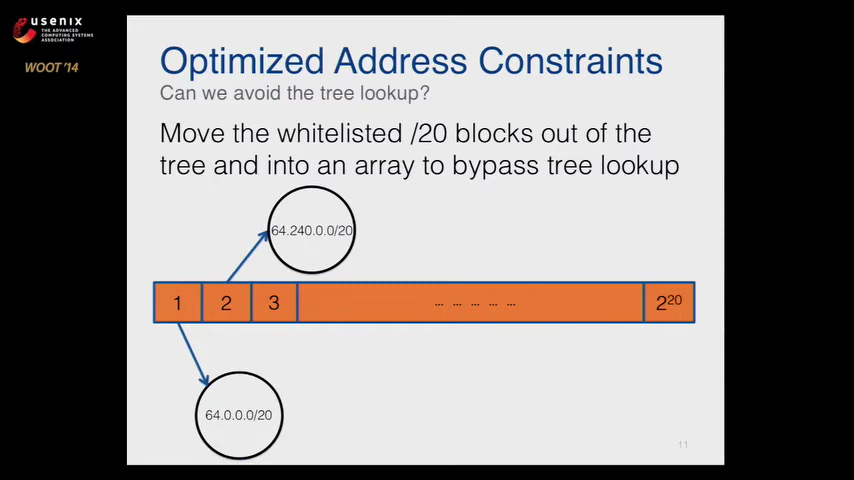 usenix
THE ADVANCED
COMPUTING SYSTEMS
ASSOCIATION
WOOT '14
Optimized Address Constraints
Can we avoid the tree lookup?
Move the whitelisted /20 blocks out of the
tree and into an array to bypass tree lookup
64.240.0.0/20
1 2 3 … … … … … 2²⁰
64.0.0.0/20
11